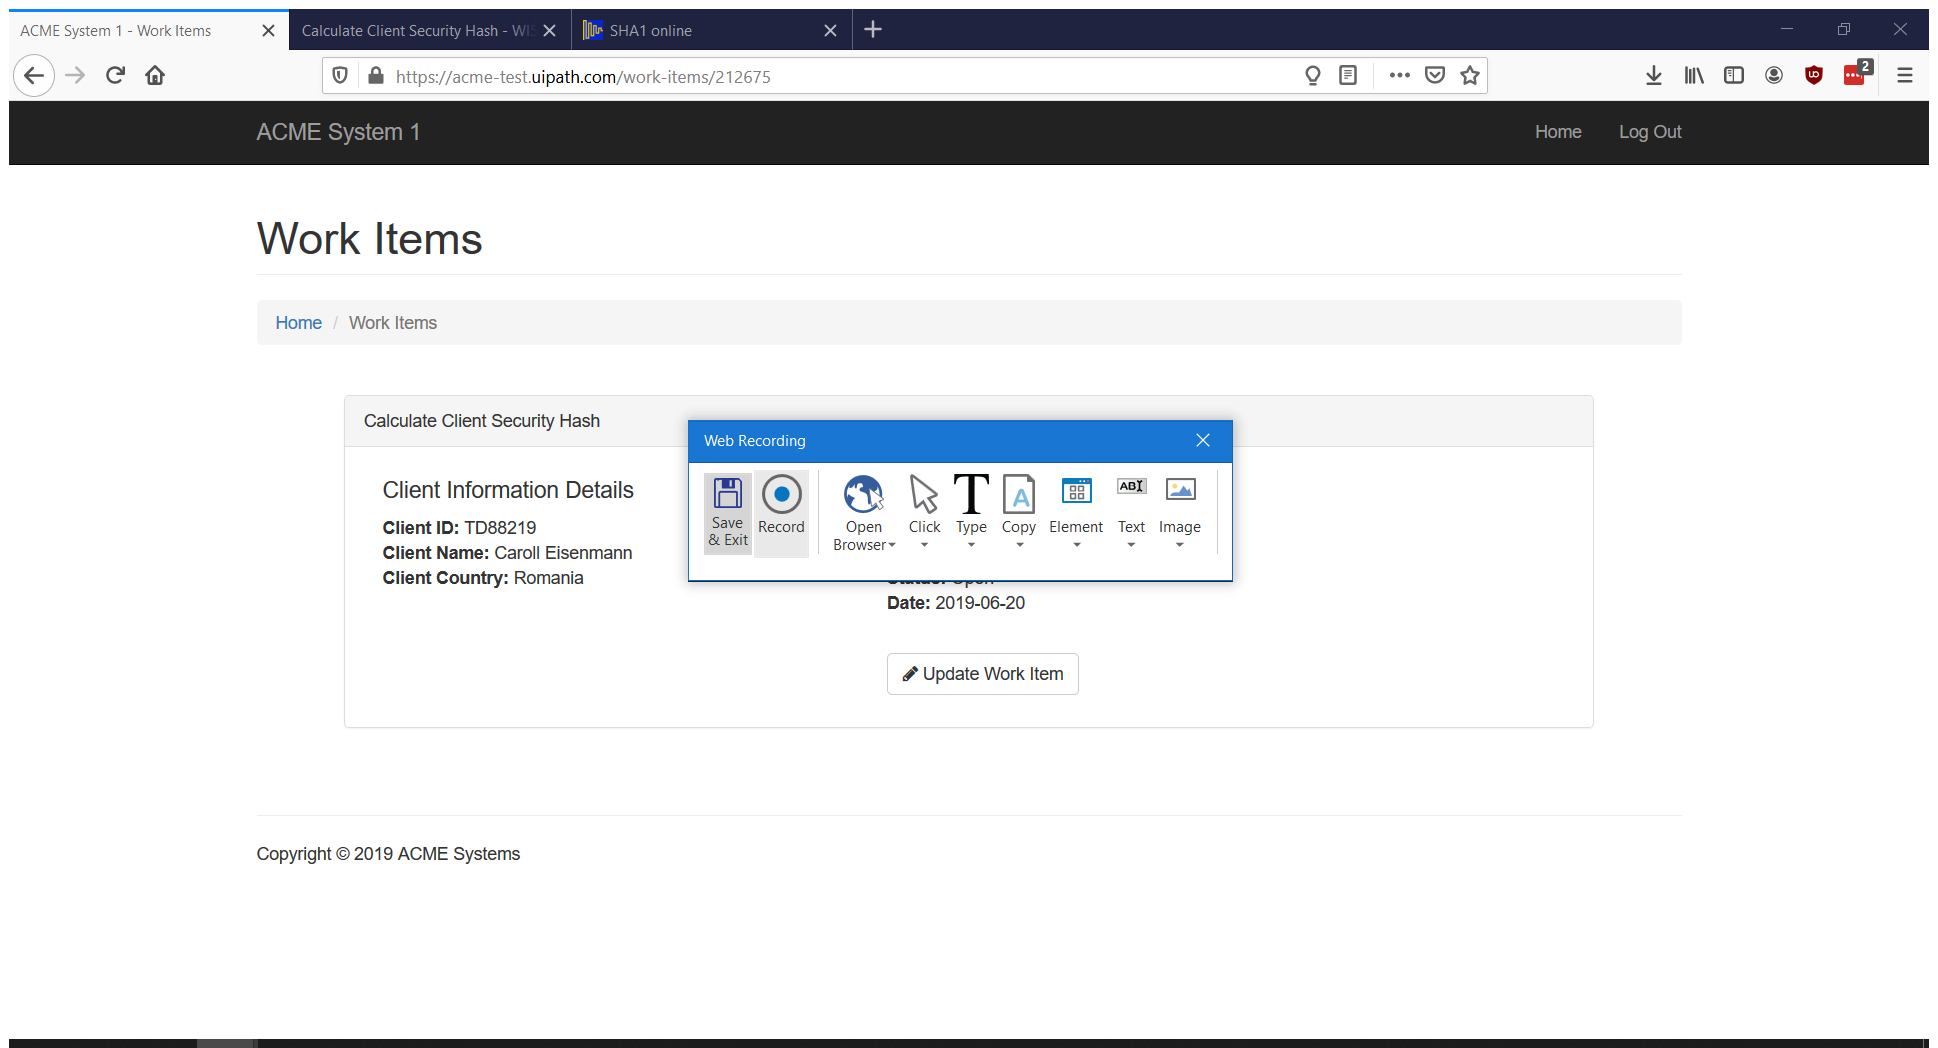 ACME System 1 - Work Items
Calculate Client Security Hash - WIS
SHA1 online
https://acme-test.uipath.com/work-items/212675
2
ACME System 1
Home
Log Out
Work Items
Home / Work Items
Calculate Client Security Hash
Web Recording
Save & Exit
Record
Open Browser
Click
Type
Copy
Element
Text
Image
Client Information Details
Client ID: TD88219
Client Name: Caroll Eisenmann
Client Country: Romania
Date: 2019-06-20
Update Work Item
Copyright © 2019 ACME Systems